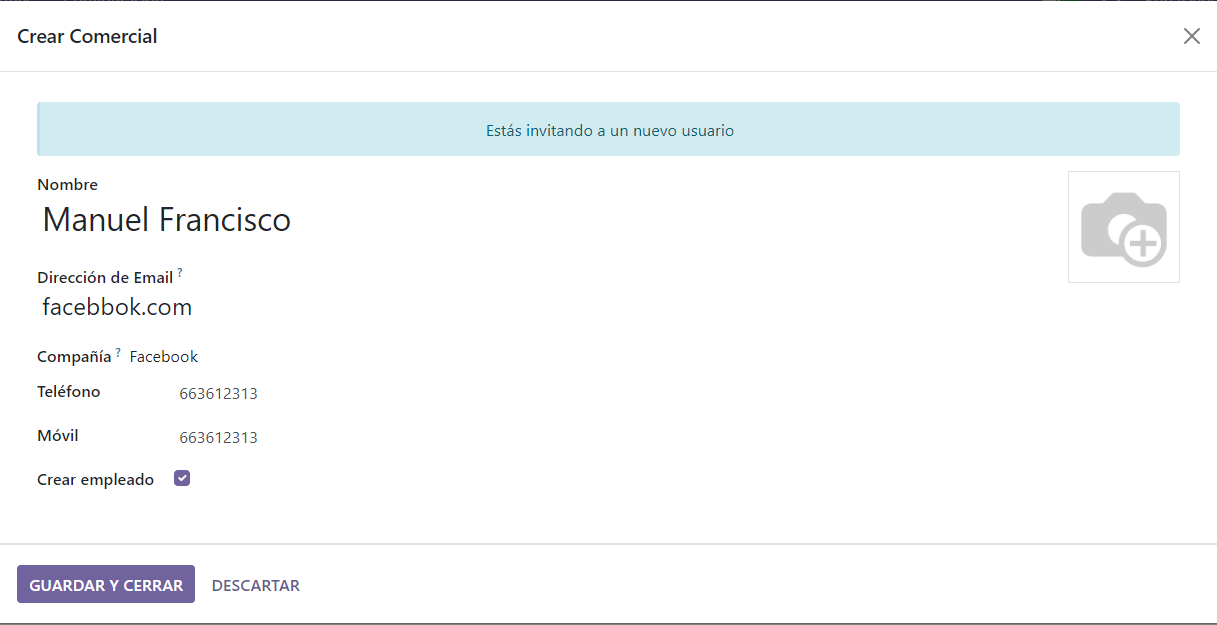 Crear Comercial
Estás invitando a un nuevo usuario
Nombre
Manuel Francisco
Dirección de Email ?
facebbok.com
Compañía ? Facebook
Teléfono 663612313
Móvil 663612313
Crear empleado
GUARDAR Y CERRAR DESCARTAR